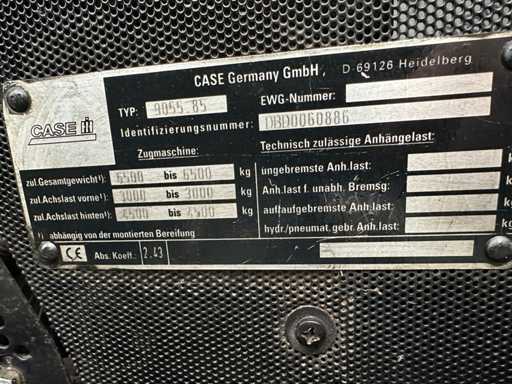 CASE Germany GmbH, D-69126 Heidelberg
CASE IH
TYP: 9055 85
EWG-Nummer:
Identifizierungsnummer: DBD0060886
Zugmaschine:
Technisch zulässige Anhängelast:
zul.Gesamtgewicht¹): 6500 bis 6500 kg
ungebremste Anh.last:
zul.Achslast vorne¹): 3000 bis 3000 kg
Anh.last f. unabh. Bremsg:
zul.Achslast hinten¹): 4500 bis 4500 kg
auflaufgebremste Anh.last:
¹) abhängig von der montierten Bereifung
hydr./pneumat.gebr.Anh.last:
CE Abs. Koeff.: 2.43